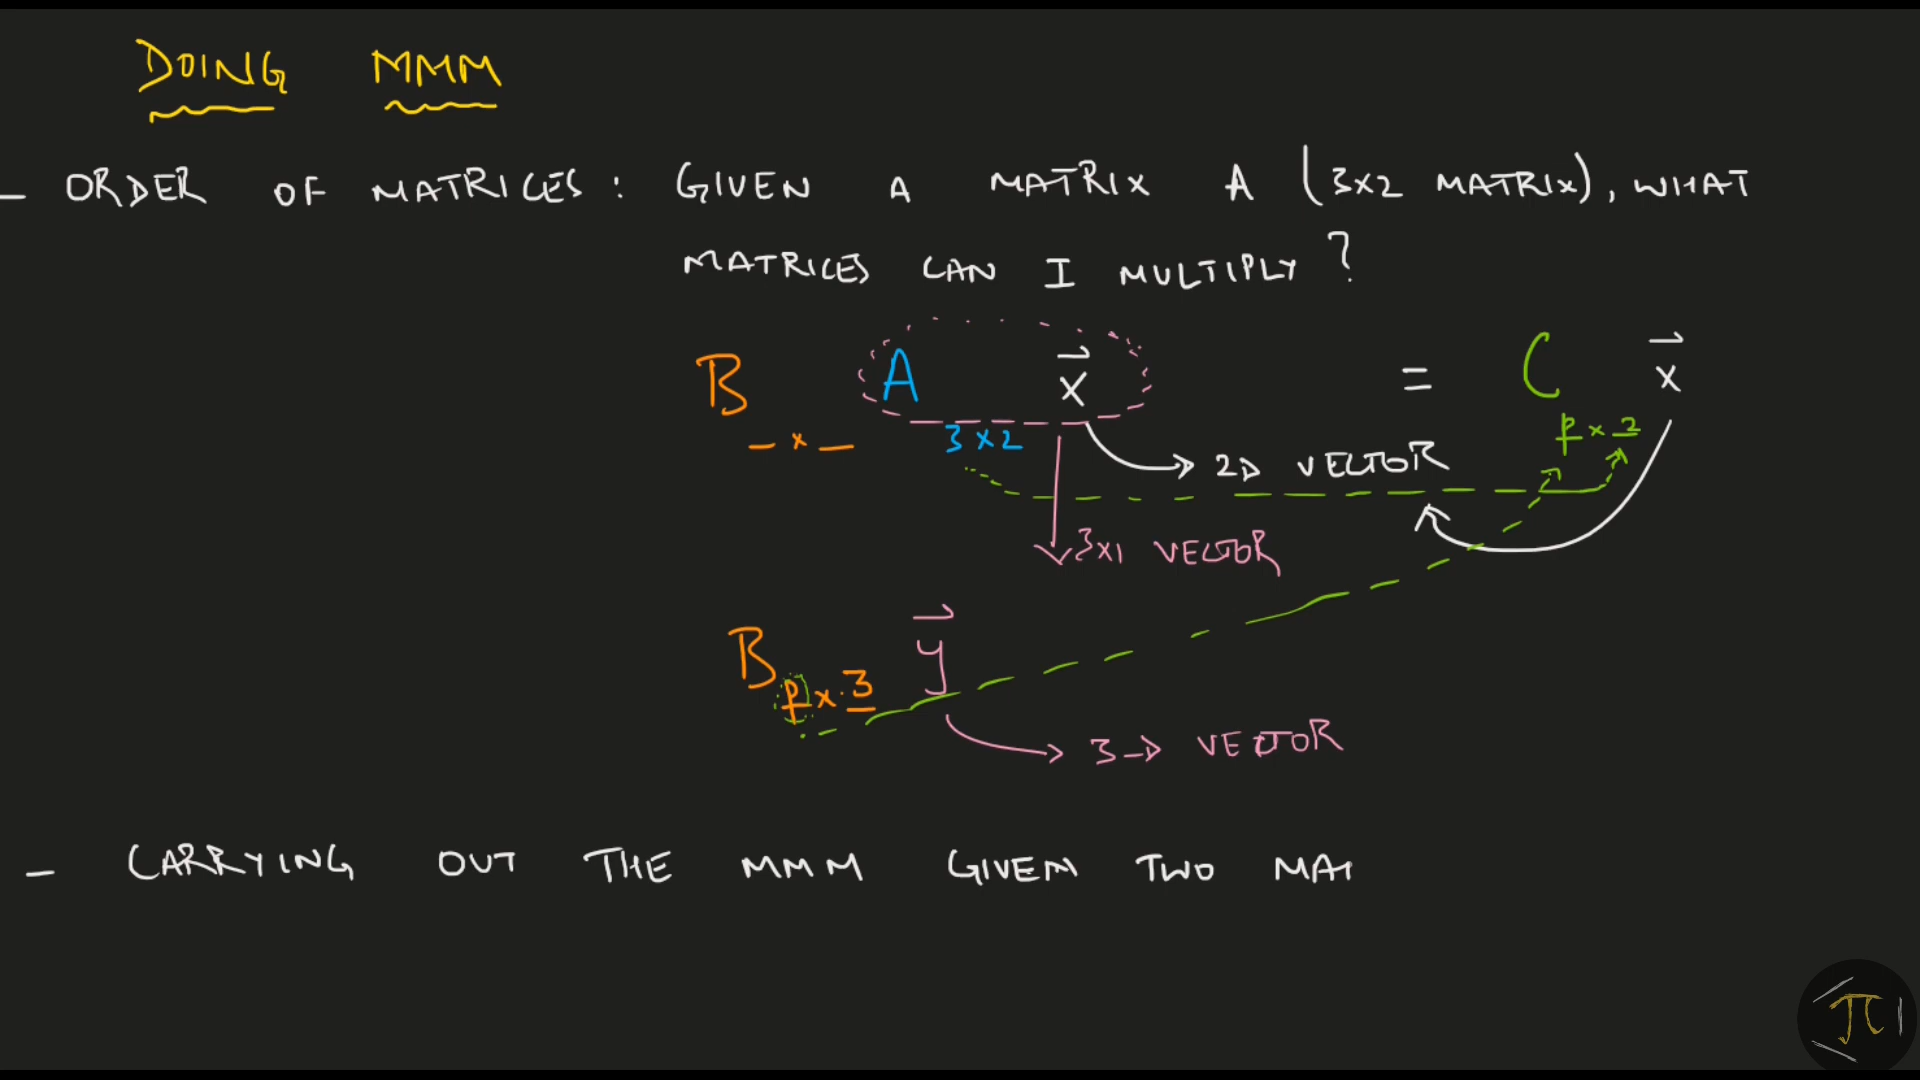 DOING MMM
- ORDER OF MATRICES : GIVEN A MATRIX A (3x2 MATRIX), WHAT
MATRICES CAN I MULTIPLY ?
B A x⃗ = C x⃗
_ x _ 3x2 p x 2
2D VECTOR
3x1 VECTOR
B y⃗
p x 3
3-D VECTOR
- CARRYING OUT THE MMM GIVEN TWO MAT
π